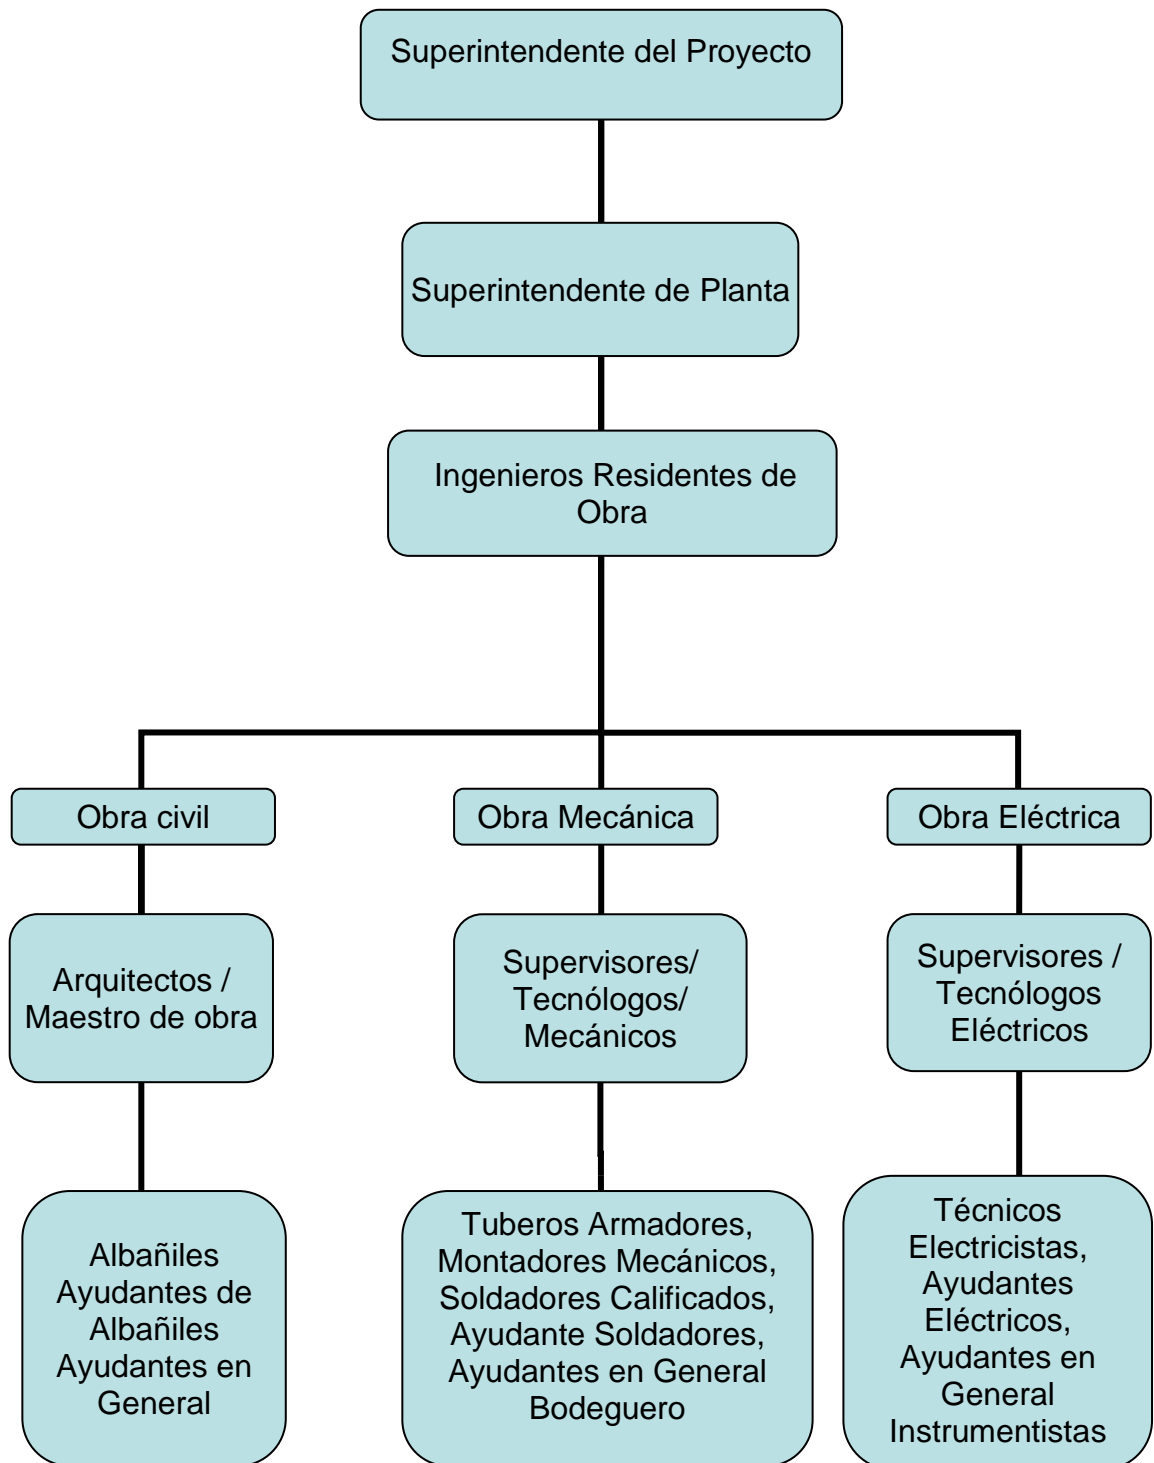 Superintendente del Proyecto
Superintendente de Planta
Ingenieros Residentes de
Obra
Obra civil
Obra Mecánica
Obra Eléctrica
Arquitectos /
Maestro de obra
Supervisores/
Tecnólogos/
Mecánicos
Supervisores /
Tecnólogos
Eléctricos
Albañiles
Ayudantes de
Albañiles
Ayudantes en
General
Tuberos Armadores,
Montadores Mecánicos,
Soldadores Calificados,
Ayudante Soldadores,
Ayudantes en General
Bodeguero
Técnicos
Electricistas,
Ayudantes
Eléctricos,
Ayudantes en
General
Instrumentistas